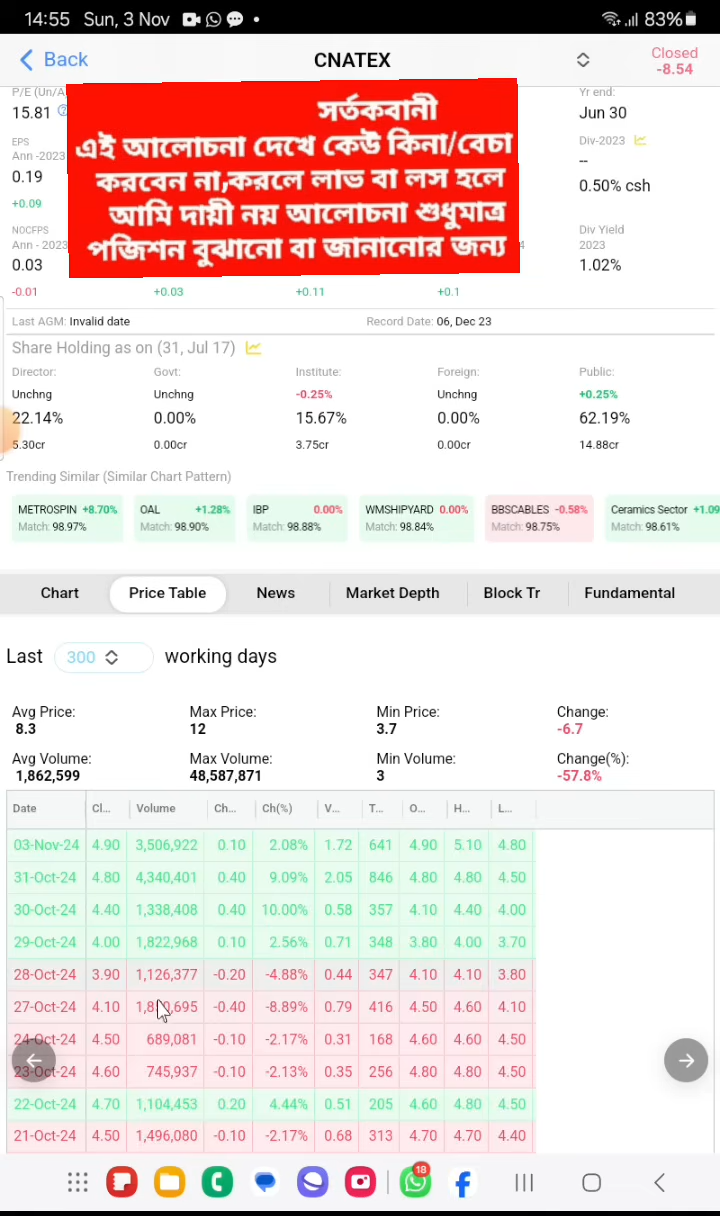 14:55 Sun, 3 Nov 83%
Back CNATEX Closed
-8.54
P/E (Un/A Yr end:
15.81 Jun 30
সর্তকবানী
এই আলোচনা দেখে কেউ কিনা/বেচা
করবেন না,করলে লাভ বা লস হলে
আমি দায়ী নয় আলোচনা শুধুমাত্র
পজিশন বুঝানো বা জানানোর জন্য
EPS Div-2023
Ann -2023 --
0.19 0.50% csh
+0.09
NOCFPS Div Yield
Ann - 2023 4 2023
0.03 1.02%
-0.01 +0.03 +0.11 +0.1
Last AGM: Invalid date Record Date: 06, Dec 23
Share Holding as on (31, Jul 17)
Director: Govt: Institute: Foreign: Public:
Unchng Unchng -0.25% Unchng +0.25%
22.14% 0.00% 15.67% 0.00% 62.19%
5.30cr 0.00cr 3.75cr 0.00cr 14.88cr
Trending Similar (Similar Chart Pattern)
METROSPIN +8.70% OAL +1.28% IBP 0.00% WMSHIPYARD 0.00% BBSCABLES -0.58% Ceramics Sector +1.09
Match: 98.97% Match: 98.90% Match: 98.88% Match: 98.84% Match: 98.75% Match: 98.61%
Chart Price Table News Market Depth Block Tr Fundamental
Last 300 working days
Avg Price: Max Price: Min Price: Change:
8.3 12 3.7 -6.7
Avg Volume: Max Volume: Min Volume: Change(%):
1,862,599 48,587,871 3 -57.8%
Date Cl... Volume Ch... Ch(%) V... T... O... H... L...
03-Nov-24 4.90 3,506,922 0.10 2.08% 1.72 641 4.90 5.10 4.80
31-Oct-24 4.80 4,340,401 0.40 9.09% 2.05 846 4.80 4.80 4.50
30-Oct-24 4.40 1,338,408 0.40 10.00% 0.58 357 4.10 4.40 4.00
29-Oct-24 4.00 1,822,968 0.10 2.56% 0.71 348 3.80 4.00 3.70
28-Oct-24 3.90 1,126,377 -0.20 -4.88% 0.44 347 4.10 4.10 3.80
27-Oct-24 4.10 -0.40 -8.89% 0.79 416 4.50 4.60 4.10
24-Oct-24 4.50 689,081 -0.10 -2.17% 0.31 168 4.60 4.60 4.50
23-Oct-24 4.60 745,937 -0.10 -2.13% 0.35 256 4.80 4.80 4.50
22-Oct-24 4.70 1,104,453 0.20 4.44% 0.51 205 4.60 4.80 4.50
21-Oct-24 4.50 1,496,080 -0.10 -2.17% 0.68 313 4.70 4.70 4.40
18